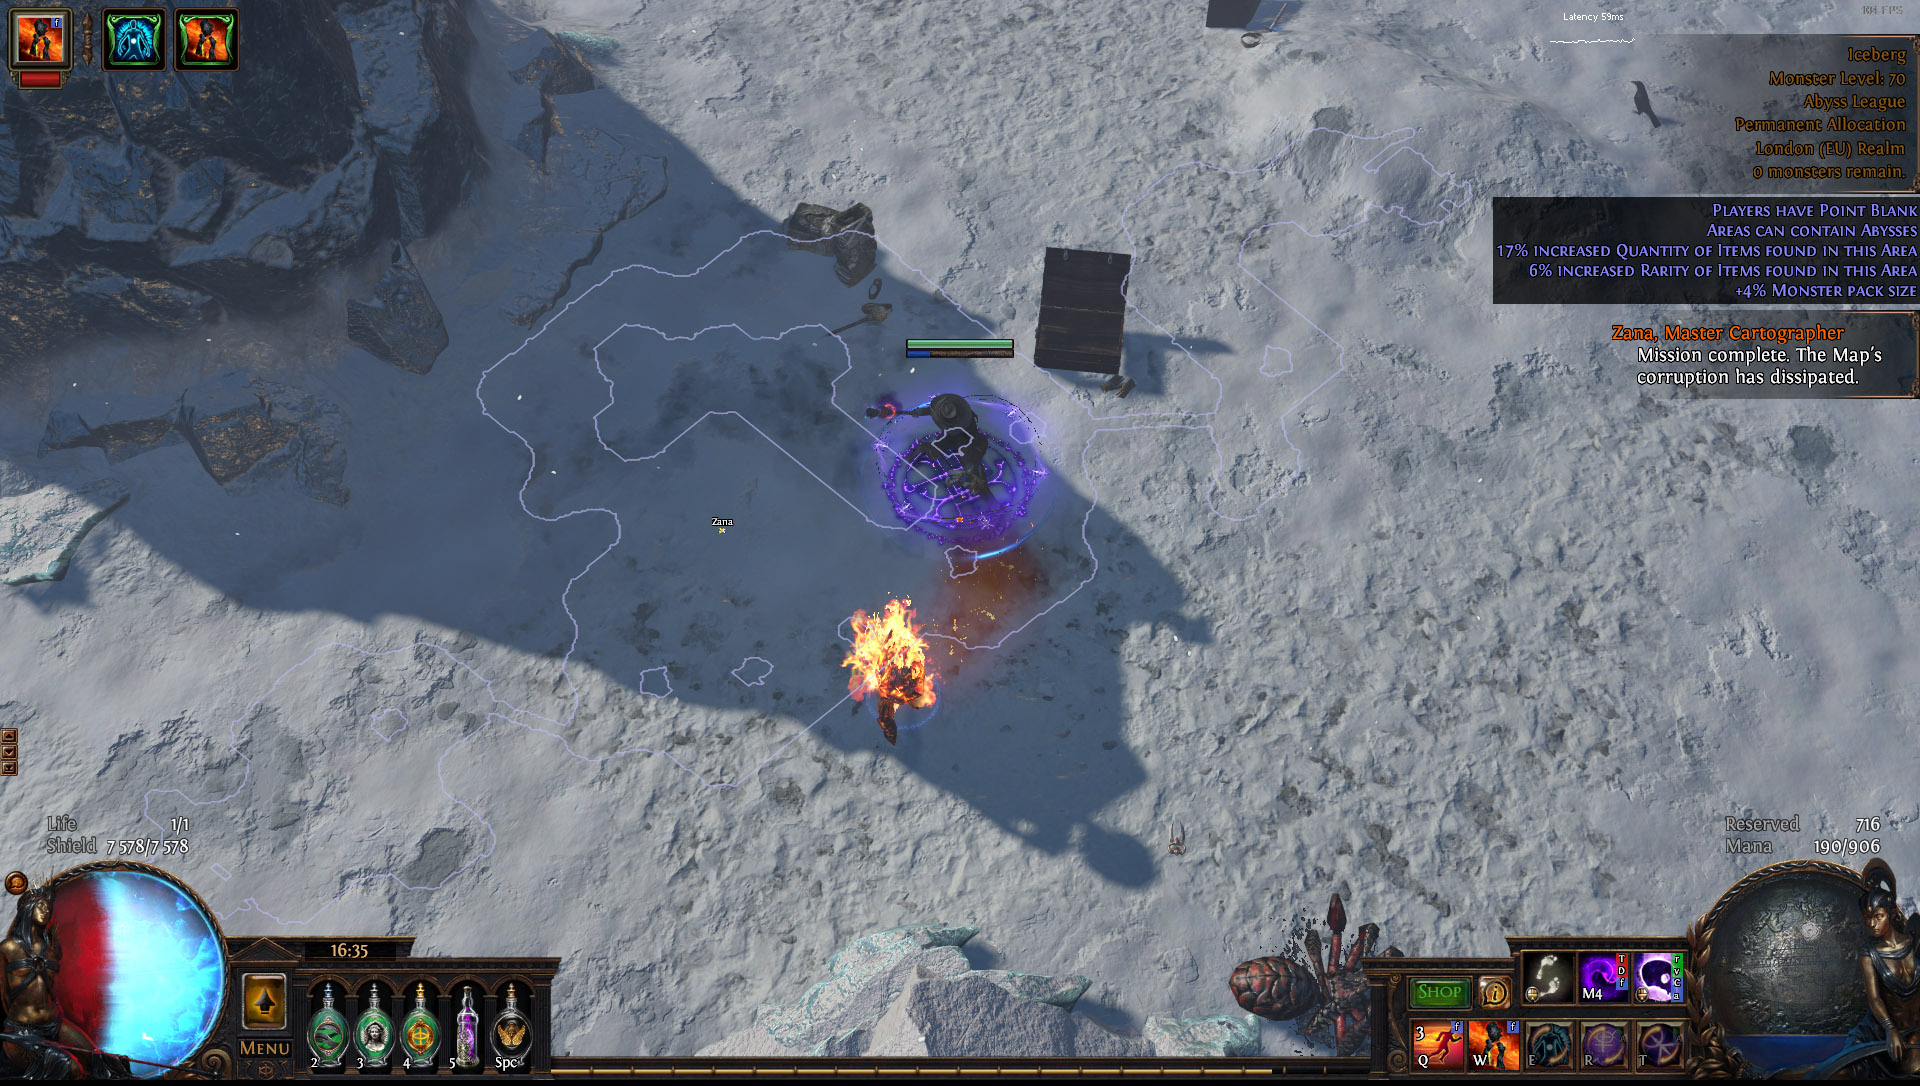 f
Latency 59ms
Iceberg
Monster Level: 70
Abyss League
Permanent Allocation
London (EU) Realm
0 monsters remain.
Players have Point Blank
Areas can contain Abysses
17% increased Quantity of Items found in this Area
6% increased Rarity of Items found in this Area
+4% Monster pack size
Zana, Master Cartographer
Mission complete. The Map's
corruption has dissipated.
Zana
Life 1/1
Shield 7 578/7 578
Reserved 716
Mana 190/906
16:35
Menu
2 3 4 5 Spc
Shop
M4 T D f
r v C a
3 Q f
W f
E
R
T